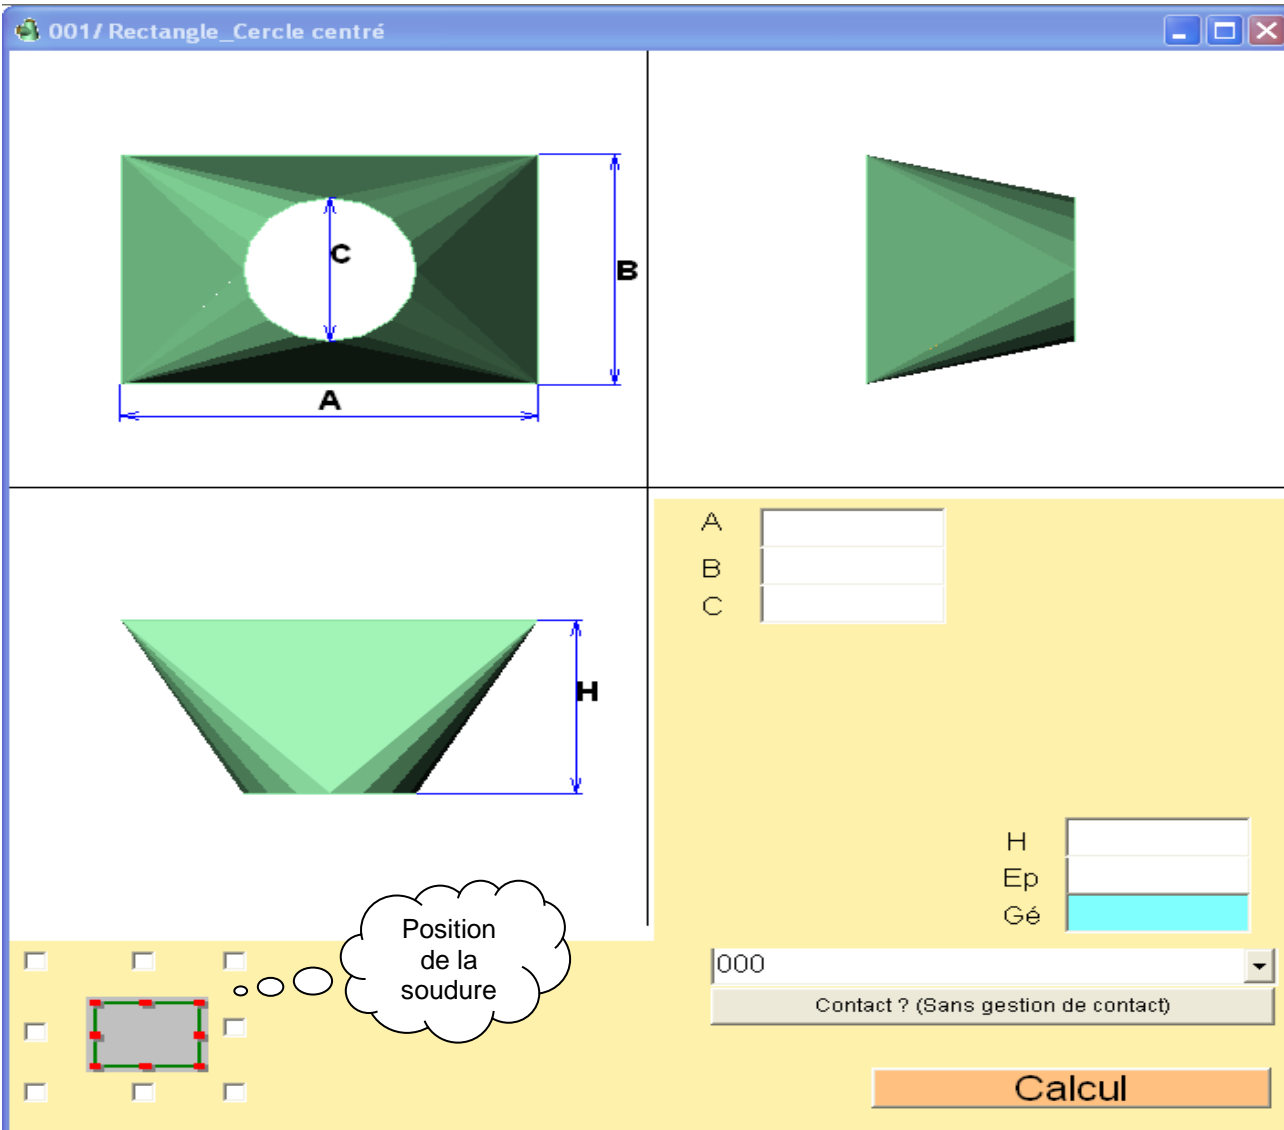 001/ Rectangle_Cercle centré
C
B
A
A
B
C
H
H
Ep
Gé
Position
de la
soudure
000
Contact ? (Sans gestion de contact)
Calcul